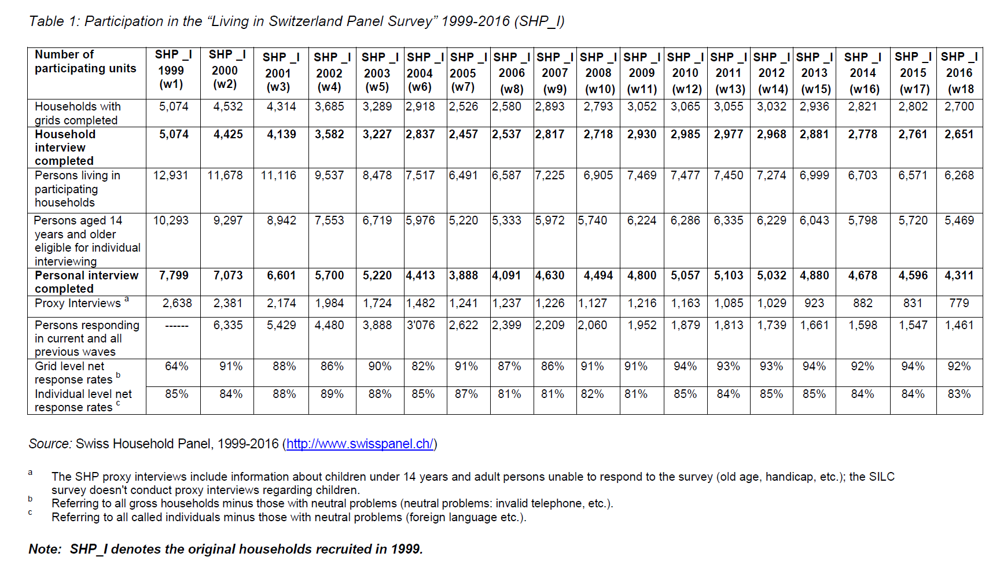 Table 1: Participation in the “Living in Switzerland Panel Survey” 1999-2016 (SHP_I)
Number of participating units | SHP _I 1999 (w1) | SHP _I 2000 (w2) | SHP _I 2001 (w3) | SHP _I 2002 (w4) | SHP _I 2003 (w5) | SHP _I 2004 (w6) | SHP _I 2005 (w7) | SHP _I 2006 (w8) | SHP _I 2007 (w9) | SHP _I 2008 (w10) | SHP _I 2009 (w11) | SHP _I 2010 (w12) | SHP _I 2011 (w13) | SHP _I 2012 (w14) | SHP _I 2013 (w15) | SHP _I 2014 (w16) | SHP _I 2015 (w17) | SHP _I 2016 (w18
Households with grids completed | 5,074 | 4,532 | 4,314 | 3,685 | 3,289 | 2,918 | 2,526 | 2,580 | 2,893 | 2,793 | 3,052 | 3,065 | 3,055 | 3,032 | 2,936 | 2,821 | 2,802 | 2,700
Household interview completed | 5,074 | 4,425 | 4,139 | 3,582 | 3,227 | 2,837 | 2,457 | 2,537 | 2,817 | 2,718 | 2,930 | 2,985 | 2,977 | 2,968 | 2,881 | 2,778 | 2,761 | 2,651
Persons living in participating households | 12,931 | 11,678 | 11,116 | 9,537 | 8,478 | 7,517 | 6,491 | 6,587 | 7,225 | 6,905 | 7,469 | 7,477 | 7,450 | 7,274 | 6,999 | 6,703 | 6,571 | 6,268
Persons aged 14 years and older eligible for individual interviewing | 10,293 | 9,297 | 8,942 | 7,553 | 6,719 | 5,976 | 5,220 | 5,333 | 5,972 | 5,740 | 6,224 | 6,286 | 6,335 | 6,229 | 6,043 | 5,798 | 5,720 | 5,469
Personal interview completed | 7,799 | 7,073 | 6,601 | 5,700 | 5,220 | 4,413 | 3,888 | 4,091 | 4,630 | 4,494 | 4,800 | 5,057 | 5,103 | 5,032 | 4,880 | 4,678 | 4,596 | 4,311
Proxy Interviews a | 2,638 | 2,381 | 2,174 | 1,984 | 1,724 | 1,482 | 1,241 | 1,237 | 1,226 | 1,127 | 1,216 | 1,163 | 1,085 | 1,029 | 923 | 882 | 831 | 779
Persons responding in current and all previous waves | ------ | 6,335 | 5,429 | 4,480 | 3,888 | 3'076 | 2,622 | 2,399 | 2,209 | 2,060 | 1,952 | 1,879 | 1,813 | 1,739 | 1,661 | 1,598 | 1,547 | 1,461
Grid level net response rates b | 64% | 91% | 88% | 86% | 90% | 82% | 91% | 87% | 86% | 91% | 91% | 94% | 93% | 93% | 94% | 92% | 94% | 92%
Individual level net response rates c | 85% | 84% | 88% | 89% | 88% | 85% | 87% | 81% | 81% | 82% | 81% | 85% | 84% | 85% | 85% | 84% | 84% | 83%
Source: Swiss Household Panel, 1999-2016 (http://www.swisspanel.ch/)
a The SHP proxy interviews include information about children under 14 years and adult persons unable to respond to the survey (old age, handicap, etc.); the SILC
survey doesn't conduct proxy interviews regarding children.
b Referring to all gross households minus those with neutral problems (neutral problems: invalid telephone, etc.).
c Referring to all called individuals minus those with neutral problems (foreign language etc.).
Note: SHP_I denotes the original households recruited in 1999.